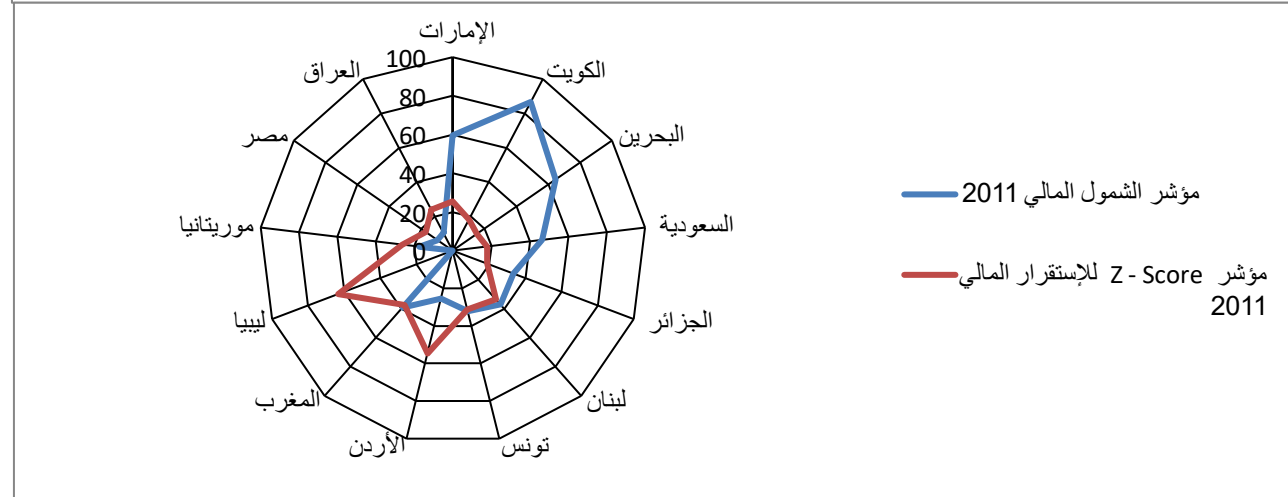 الإمارات
الكويت
البحرين
السعودية
الجزائر
لبنان
تونس
الأردن
المغرب
ليبيا
موريتانيا
مصر
العراق
100
80
60
40
20
0
مؤشر الشمول المالي 2011
مؤشر Z - Score للإستقرار المالي
2011